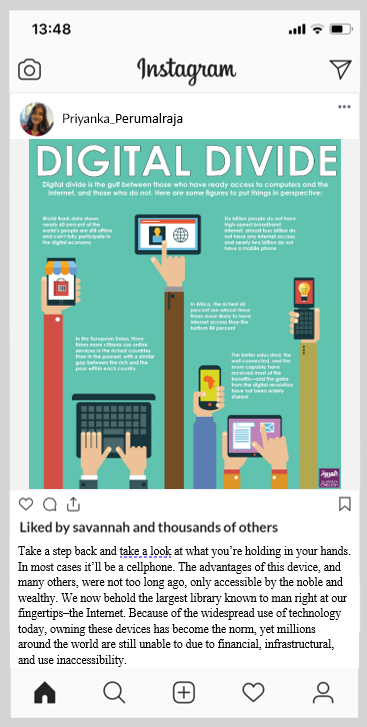 13:48
Instagram
Priyanka_Perumalraja
DIGITAL DIVIDE
Digital divide is the gulf between those who have ready access to computers and the
Internet, and those who do not. Here are some figures to put things in perspective:
World Bank data shows
nearly 60 percent of the
world's people are still offline
and can't fully participate in
the digital economy
Six billion people do not have
high-speed broadband
internet, almost four billion do
not have any internet access,
and nearly two billion do not
have a mobile phone
In Africa, the richest 60
percent are almost three
times more likely to have
internet access than the
bottom 40 percent
In the European Union, three
times more citizens use online
services in the richest countries
than in the poorest, with a similar
gap between the rich and the
poor within each country
The better educated, the
well connected, and the
more capable have
received most of the
benefits—and the gains
from the digital revolution
have not been widely
shared
العربية
ENGLISH
Liked by savannah and thousands of others
Take a step back and take a look at what you're holding in your hands.
In most cases it'll be a cellphone. The advantages of this device, and
many others, were not too long ago, only accessible by the noble and
wealthy. We now behold the largest library known to man right at our
fingertips–the Internet. Because of the widespread use of technology
today, owning these devices has become the norm, yet millions
around the world are still unable to due to financial, infrastructural,
and use inaccessibility.